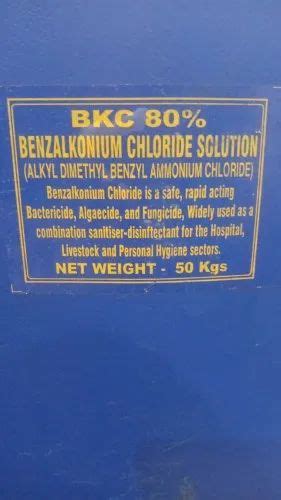 BKC 80%
BENZALKONIUM CHLORIDE SOLUTION
(ALKYL DIMETHYL BENZYL AMMONIUM CHLORIDE)
Benzalkonium Chloride is a safe, rapid acting
Bactericide, Algaecide, and Fungicide, Widely used as a
combination sanitiser-disinftectant for the Hospital,
Livestock and Personal Hygiene sectors.
NET WEIGHT - 50 Kgs